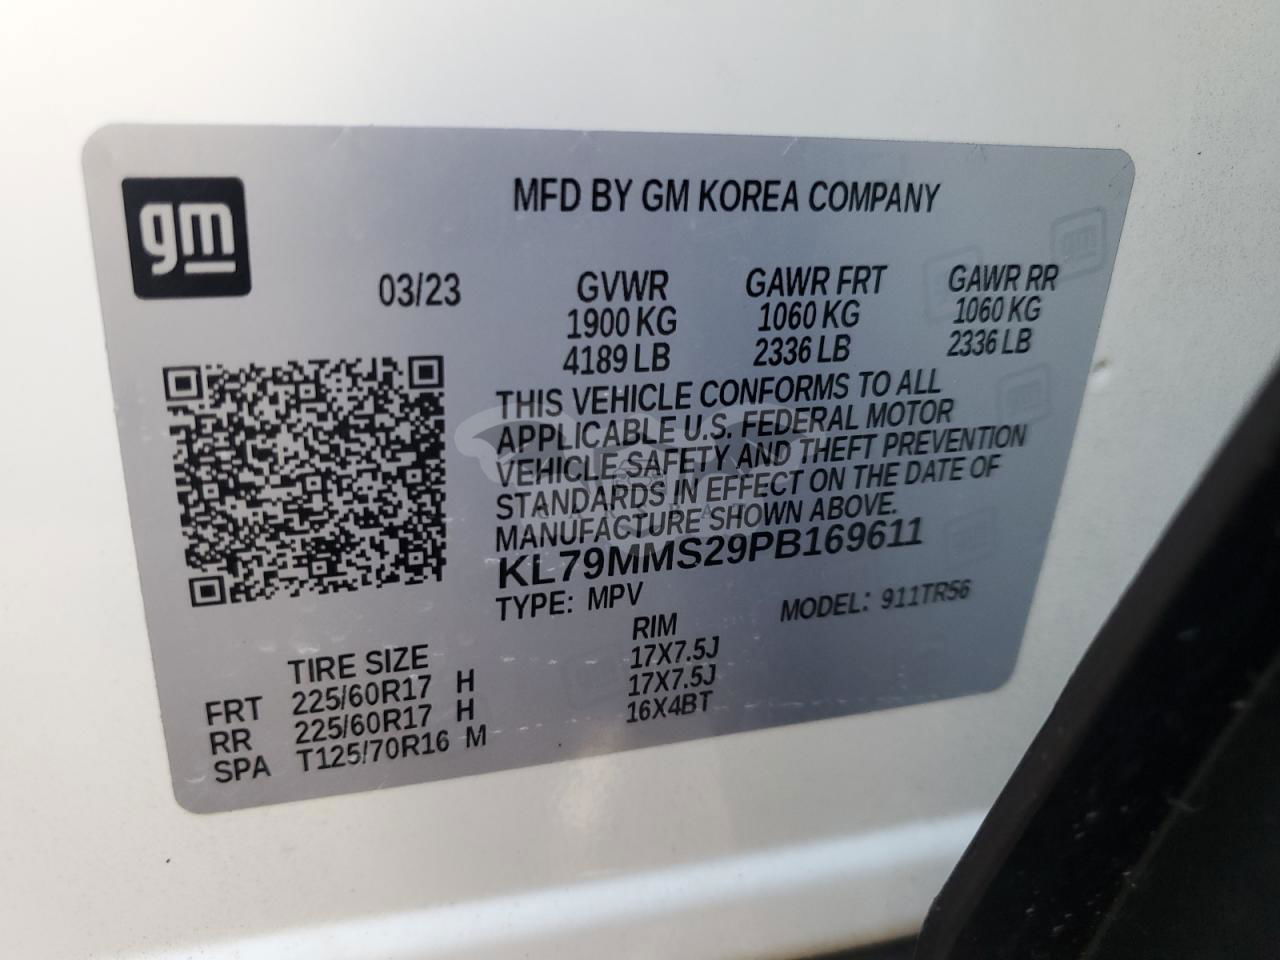 gm
MFD BY GM KOREA COMPANY
03/23 GVWR GAWR FRT GAWR RR
1900 KG 1060 KG 1060 KG
4189 LB 2336 LB 2336 LB
THIS VEHICLE CONFORMS TO ALL
APPLICABLE U.S. FEDERAL MOTOR
VEHICLE SAFETY AND THEFT PREVENTION
STANDARDS IN EFFECT ON THE DATE OF
MANUFACTURE SHOWN ABOVE.
KL79MMS29PB169611
TYPE: MPV MODEL: 911TR56
TIRE SIZE RIM
FRT 225/60R17 H 17X7.5J
RR 225/60R17 H 17X7.5J
SPA T125/70R16 M 16X4BT